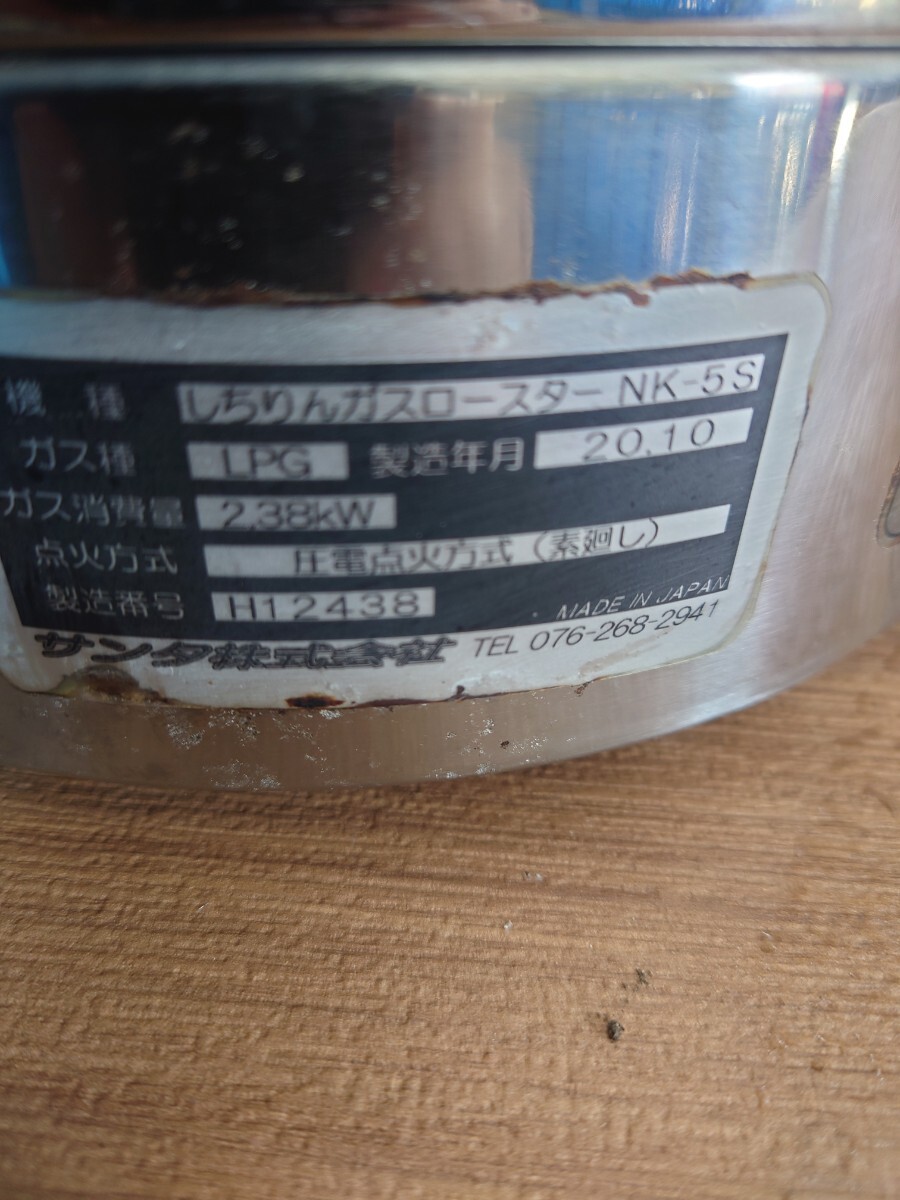 機種 しちりんガスロースター NK-5S
ガス種 LPG 製造年月 20.10
ガス消費量 2.38kW
点火方式 圧電点火方式(素廻し)
製造番号 H12438
MADE IN JAPAN
サンタ株式会社 TEL 076-268-2941